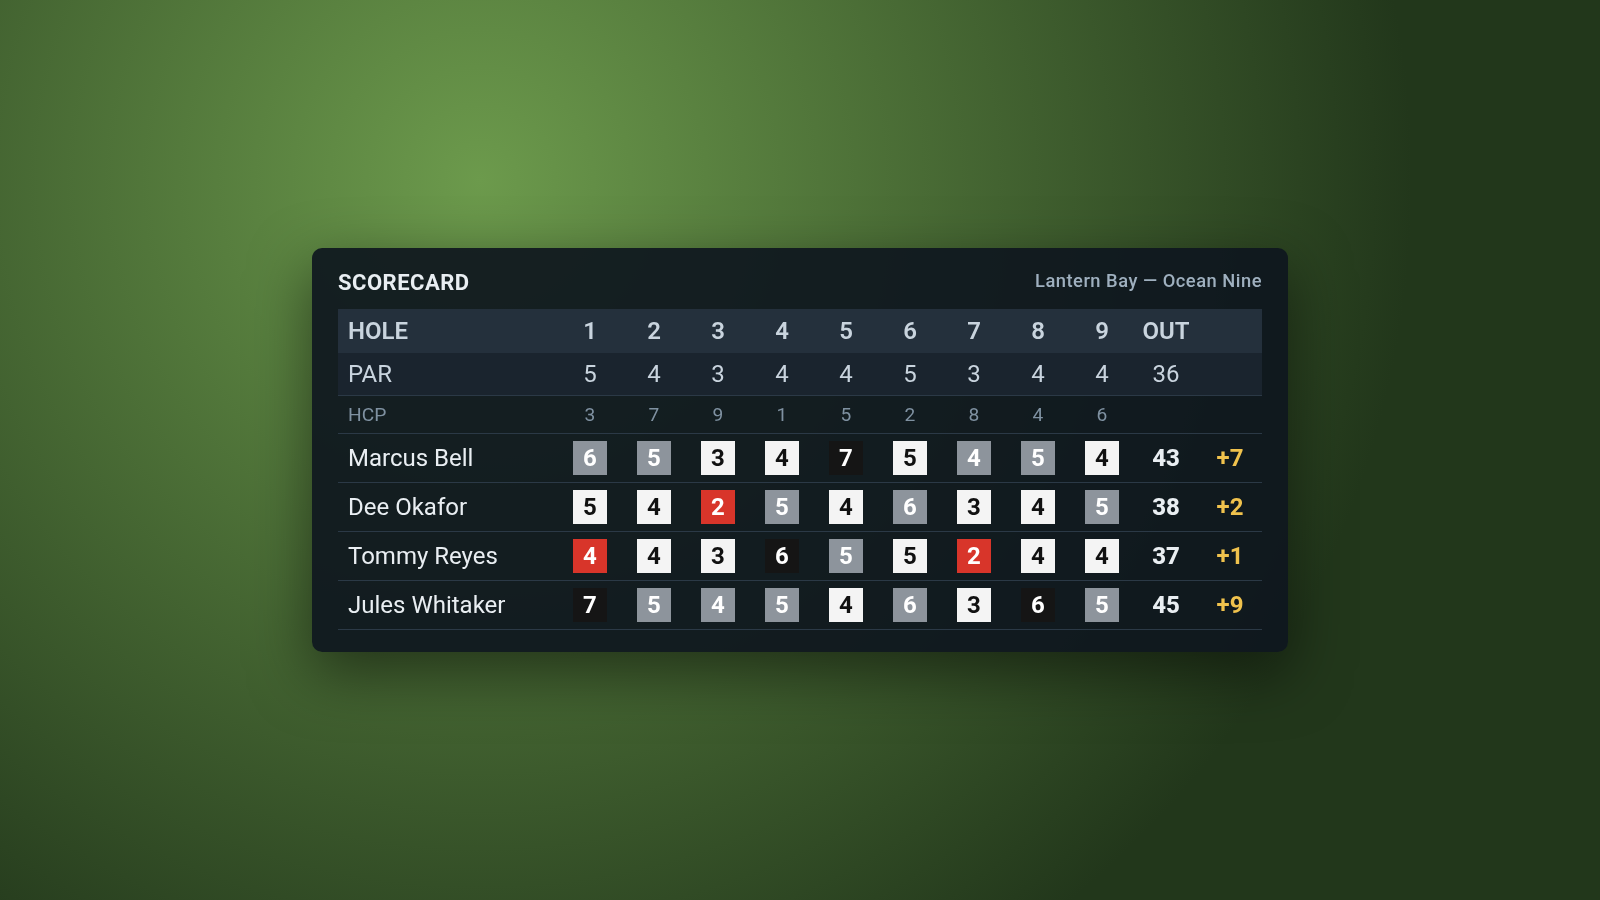 SCORECARD
Lantern Bay — Ocean Nine
HOLE 1 2 3 4 5 6 7 8 9 OUT
PAR 5 4 3 4 4 5 3 4 4 36
HCP 3 7 9 1 5 2 8 4 6
Marcus Bell 6 5 3 4 7 5 4 5 4 43 +7
Dee Okafor 5 4 2 5 4 6 3 4 5 38 +2
Tommy Reyes 4 4 3 6 5 5 2 4 4 37 +1
Jules Whitaker 7 5 4 5 4 6 3 6 5 45 +9